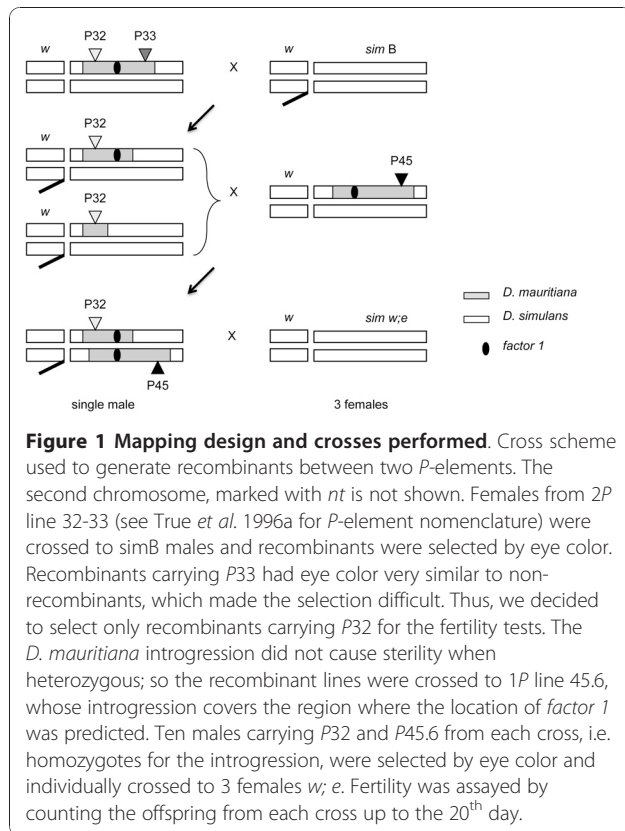 P32 P33
w w sim B
X
P32
w
P45
w
X
P32
w
P32
w w sim w;e
X
P45
single male 3 females
D. mauritiana
D. simulans
factor 1
Figure 1 Mapping design and crosses performed. Cross scheme
used to generate recombinants between two P-elements. The
second chromosome, marked with nt is not shown. Females from 2P
line 32-33 (see True et al. 1996a for P-element nomenclature) were
crossed to simB males and recombinants were selected by eye color.
Recombinants carrying P33 had eye color very similar to non-
recombinants, which made the selection difficult. Thus, we decided
to select only recombinants carrying P32 for the fertility tests. The
D. mauritiana introgression did not cause sterility when
heterozygous; so the recombinant lines were crossed to 1P line 45.6,
whose introgression covers the region where the location of factor 1
was predicted. Ten males carrying P32 and P45.6 from each cross, i.e.
homozygotes for the introgression, were selected by eye color and
individually crossed to 3 females w; e. Fertility was assayed by
counting the offspring from each cross up to the 20th day.